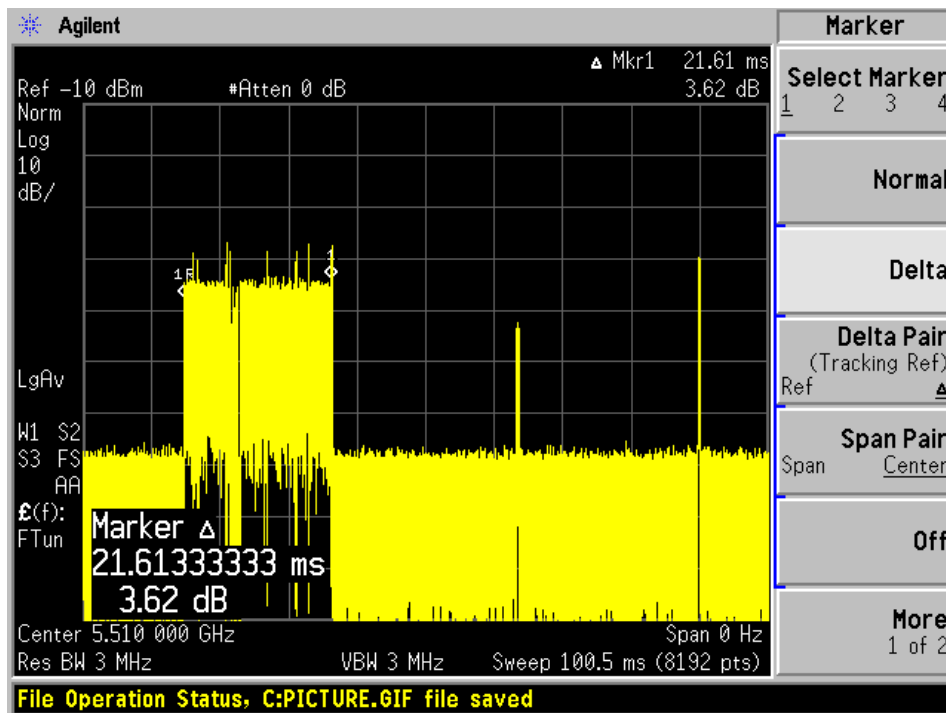 Agilent
Marker
Δ Mkr1 21.61 ms
Ref -10 dBm #Atten 0 dB 3.62 dB
Norm
Log
10
dB/
1R
1
LgAv
W1 S2
S3 FS
AA
£(f):
FTun
Marker Δ
21.61333333 ms
3.62 dB
Center 5.510 000 GHz Span 0 Hz
Res BW 3 MHz VBW 3 MHz Sweep 100.5 ms (8192 pts)
File Operation Status, C:PICTURE.GIF file saved
Select Marker
1 2 3 4
Normal
Delta
Delta Pair
(Tracking Ref)
Ref Δ
Span Pair
Span Center
Off
More
1 of 2